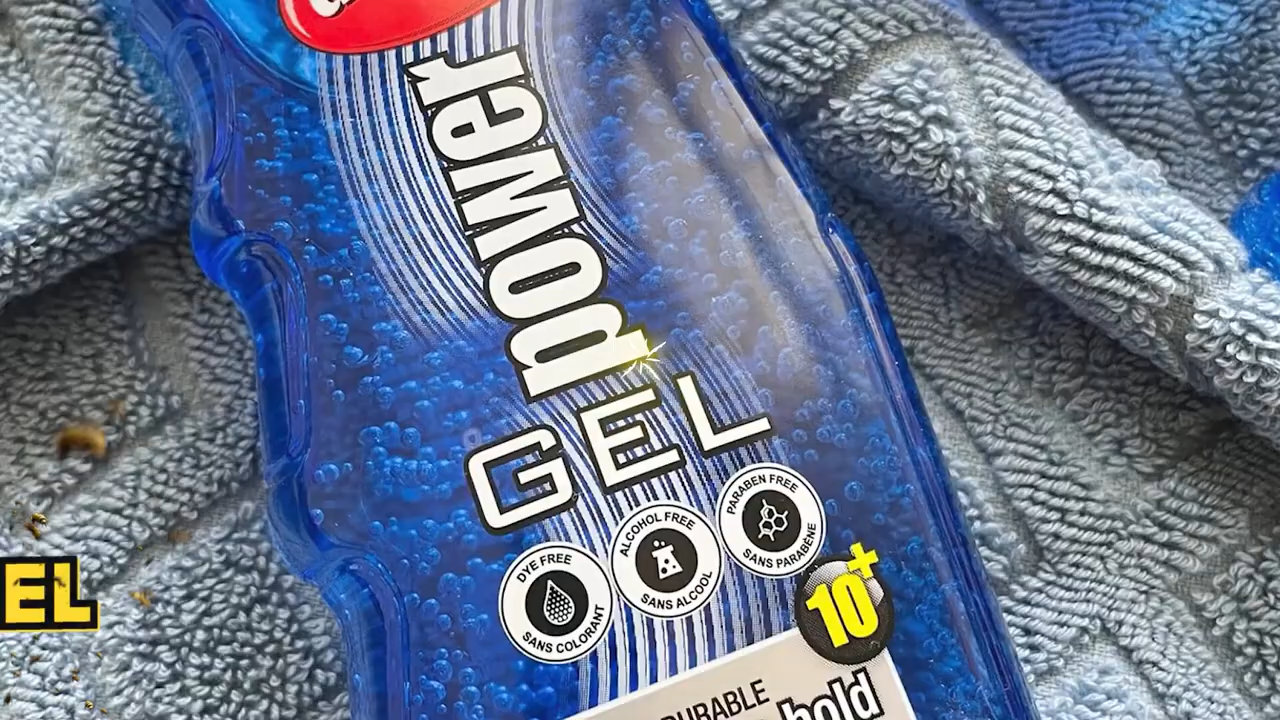 power
GEL
DYE FREE
SANS COLORANT
ALCOHOL FREE
SANS ALCOOL
PARABEN FREE
SANS PARABÈNE
10+
DURABLE
hold
EL